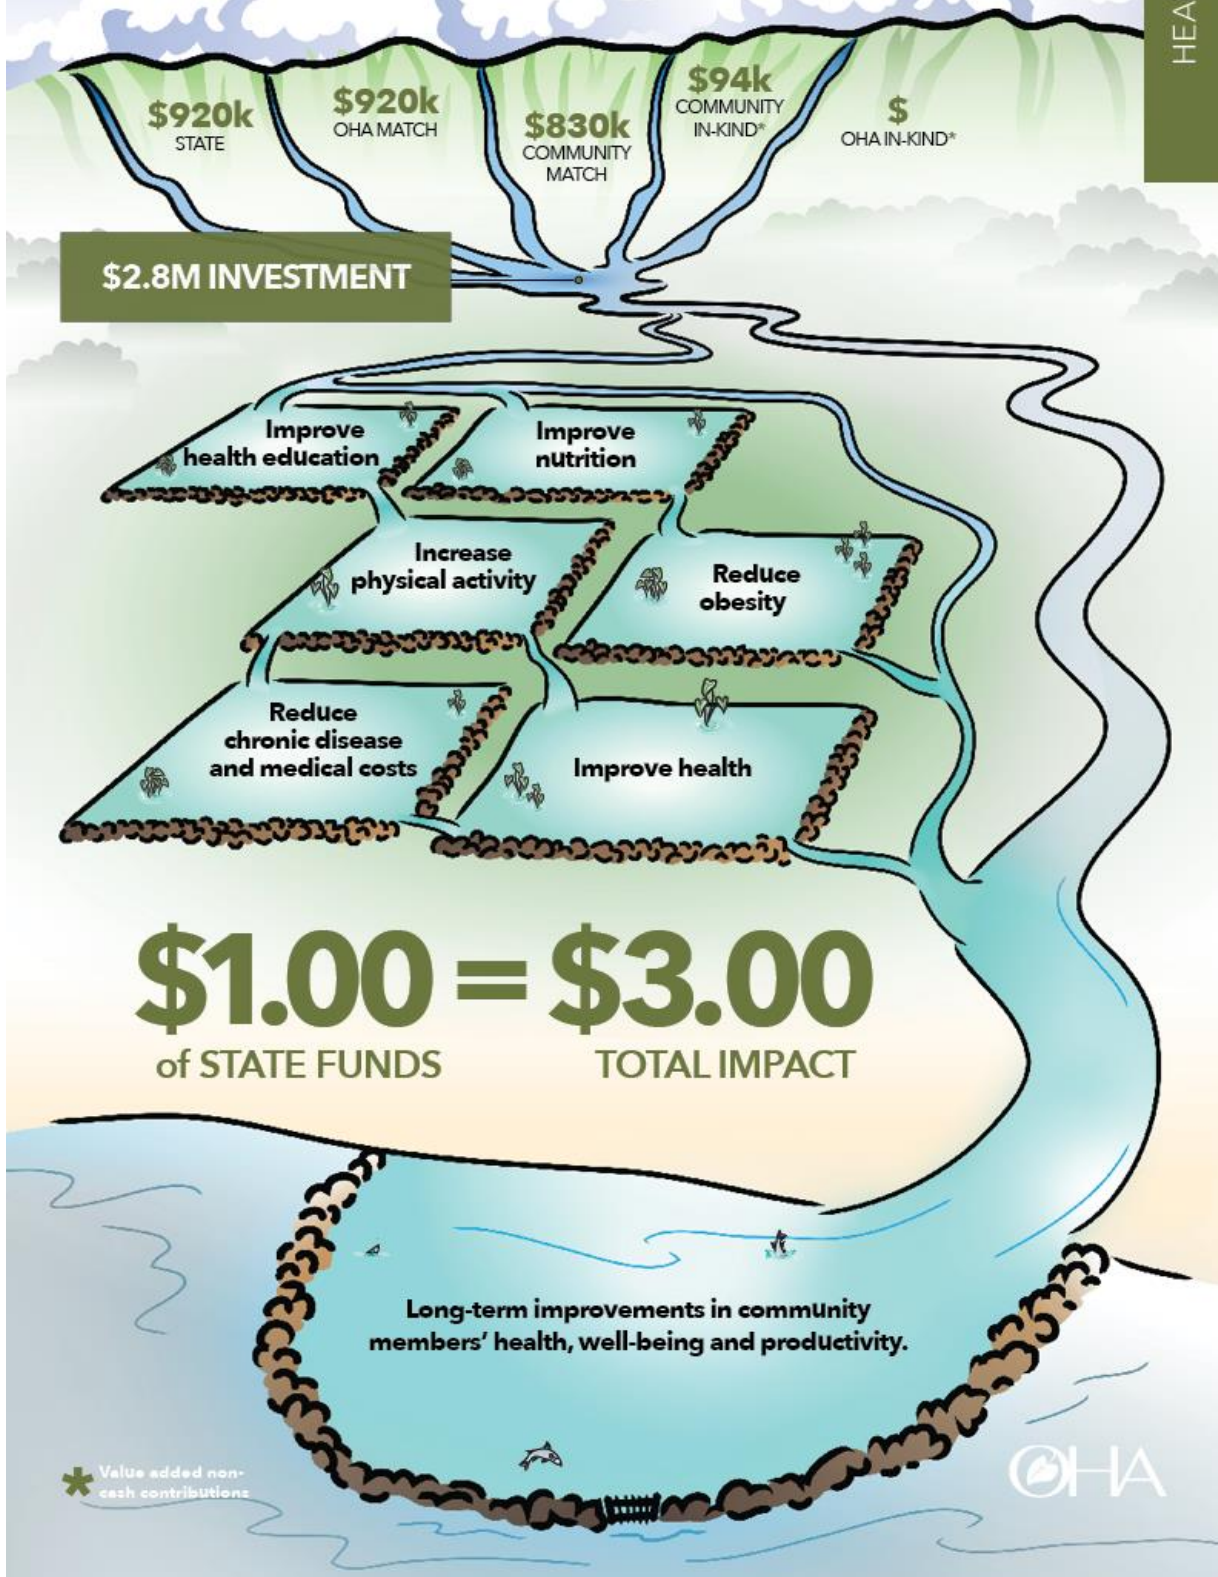 HEA
$920k
STATE
$920k
OHA MATCH
$830k
COMMUNITY
MATCH
$94k
COMMUNITY
IN-KIND*
$
OHA IN-KIND*
$2.8M INVESTMENT
Improve
health education
Improve
nutrition
Increase
physical activity
Reduce
obesity
Reduce
chronic disease
and medical costs
Improve health
$1.00 = $3.00
of STATE FUNDS TOTAL IMPACT
Long-term improvements in community
members' health, well-being and productivity.
* Value added non-
cash contributions
OHA